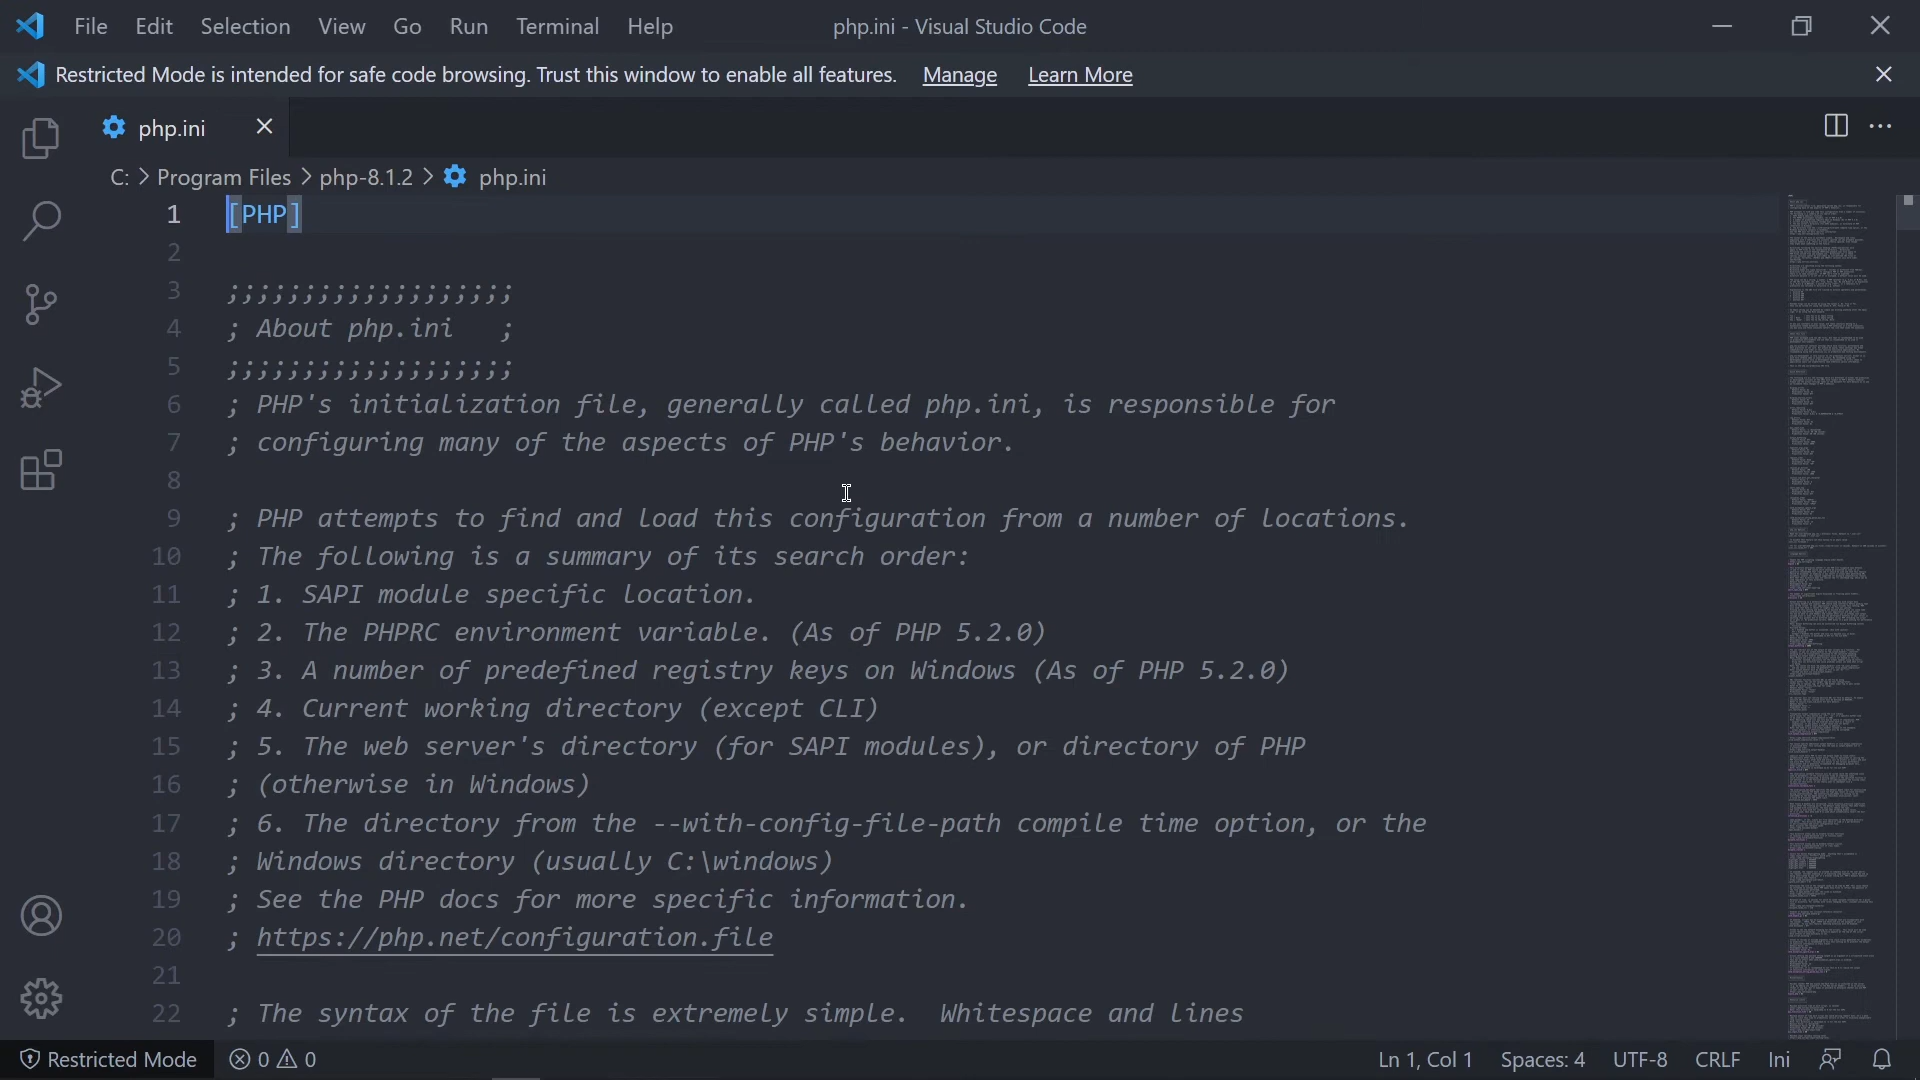 File Edit Selection View Go Run Terminal Help php.ini - Visual Studio Code
Restricted Mode is intended for safe code browsing. Trust this window to enable all features. Manage Learn More
php.ini
C: > Program Files > php-8.1.2 > php.ini
1 [PHP]
2
3 ;;;;;;;;;;;;;;;;;;;
4 ; About php.ini   ;
5 ;;;;;;;;;;;;;;;;;;;
6 ; PHP's initialization file, generally called php.ini, is responsible for
7 ; configuring many of the aspects of PHP's behavior.
8
9 ; PHP attempts to find and load this configuration from a number of locations.
10 ; The following is a summary of its search order:
11 ; 1. SAPI module specific location.
12 ; 2. The PHPRC environment variable. (As of PHP 5.2.0)
13 ; 3. A number of predefined registry keys on Windows (As of PHP 5.2.0)
14 ; 4. Current working directory (except CLI)
15 ; 5. The web server's directory (for SAPI modules), or directory of PHP
16 ; (otherwise in Windows)
17 ; 6. The directory from the --with-config-file-path compile time option, or the
18 ; Windows directory (usually C:\windows)
19 ; See the PHP docs for more specific information.
20 ; https://php.net/configuration.file
21
22 ; The syntax of the file is extremely simple.  Whitespace and lines
Restricted Mode 0 0 Ln 1, Col 1 Spaces: 4 UTF-8 CRLF Ini